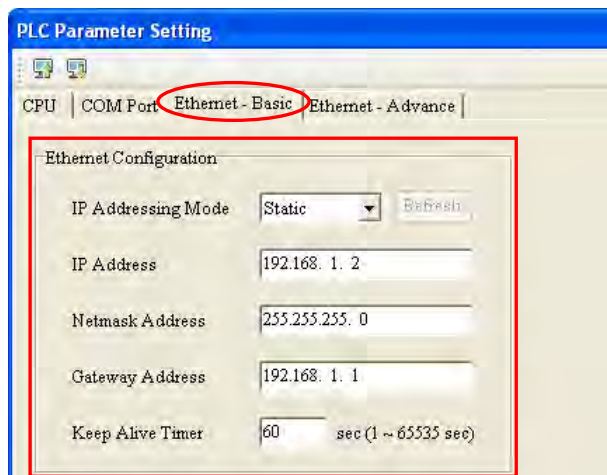 PLC Parameter Setting
CPU COM Port Ethernet - Basic Ethernet - Advance
Ethernet Configuration
IP Addressing Mode Static Refresh
IP Address 192.168. 1. 2
Netmask Address 255.255.255. 0
Gateway Address 192.168. 1. 1
Keep Alive Timer 60 sec (1 ~ 65535 sec)